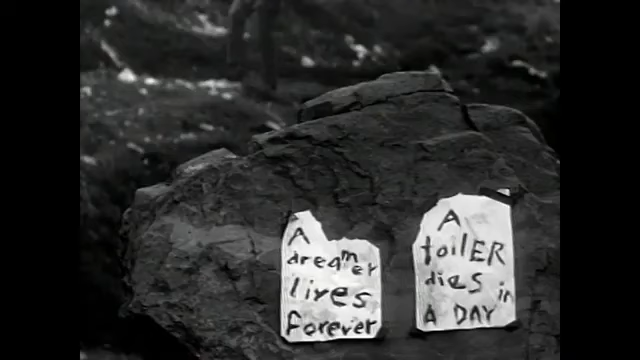 A
dreamer
lives
Forever
A
toilER
dies in
A DAY